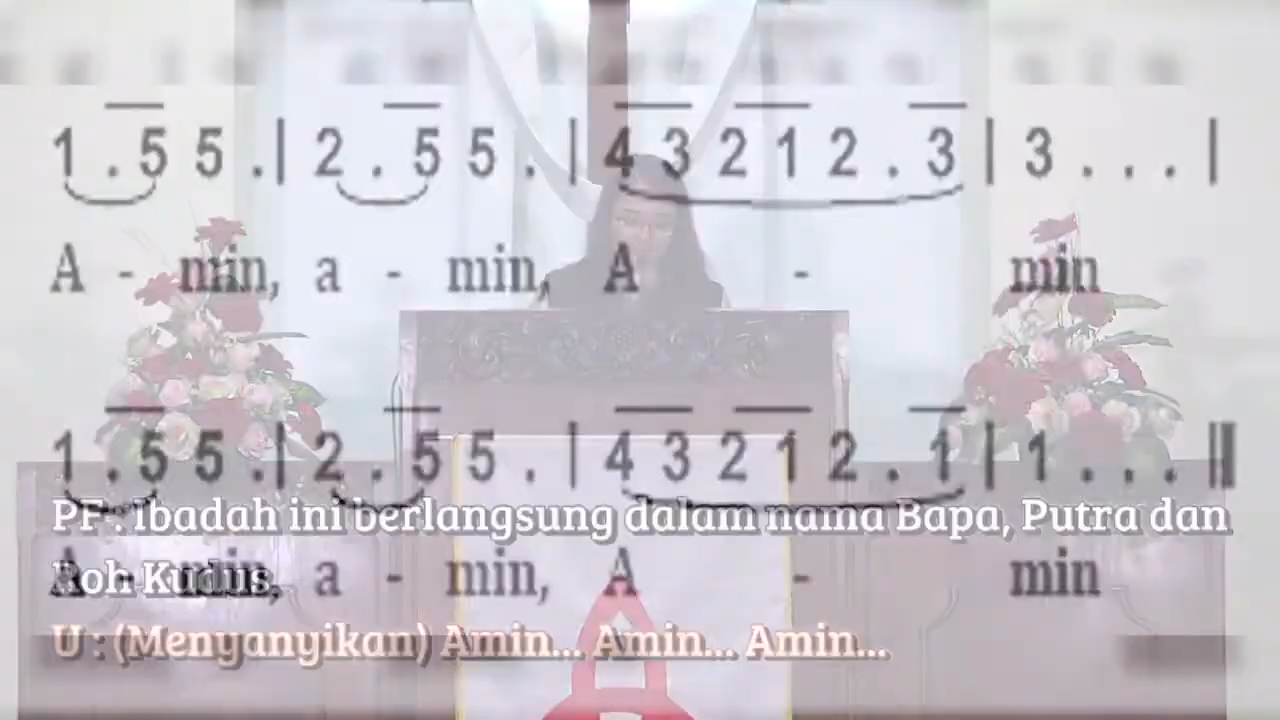 1 . 5 5 . | 2 . 5 5 . | 4 3 2 1 2 . 3 | 3 . . . |
A - min, a - min, A - min
1 . 5 5 . | 2 . 5 5 . | 4 3 2 1 2 . 1 | 1 . . . ||
PF : Ibadah ini berlangsung dalam nama Bapa, Putra dan
Roh Kudus.
A - min, a - min, A - min
U : (Menyanyikan) Amin... Amin... Amin...